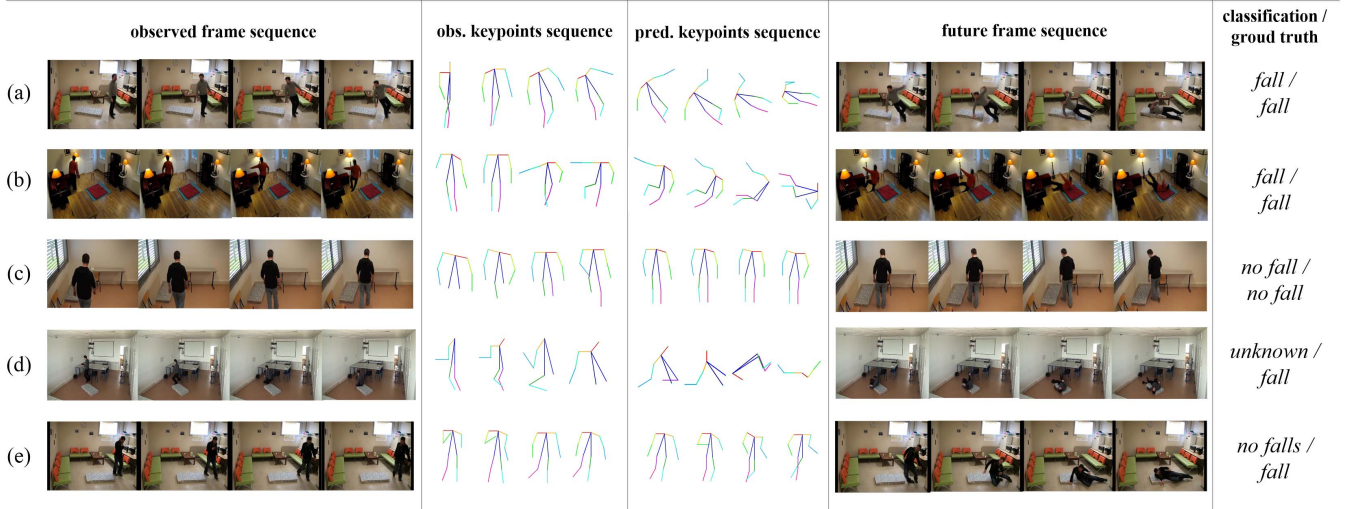 observed frame sequence
obs. keypoints sequence
pred. keypoints sequence
future frame sequence
classification /
groud truth
(a)
fall /
fall
(b)
fall /
fall
(c)
no fall /
no fall
(d)
unknown /
fall
(e)
no falls /
fall